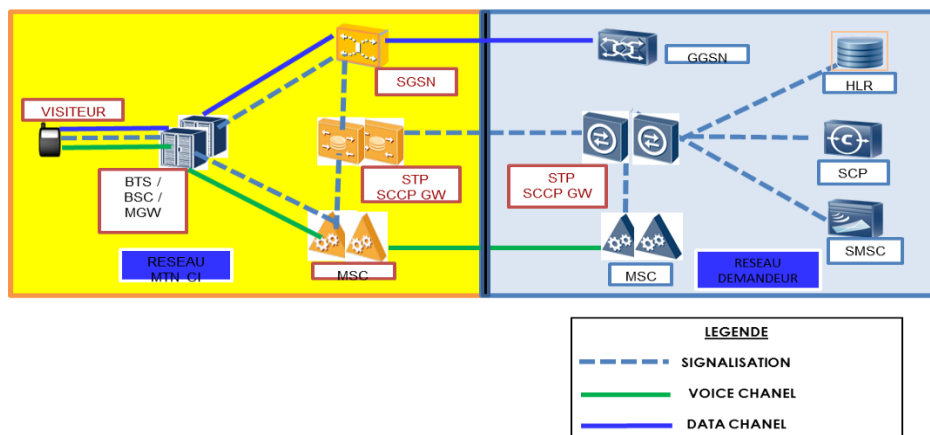 VISITEUR
BTS /
BSC /
MGW
RESEAU
MTN CI
SGSN
STP
SCCP GW
MSC
GGSN
STP
SCCP GW
MSC
HLR
SCP
C
SMSC
RESEAU
DEMANDEUR
LEGENDE
SIGNALISATION
VOICE CHANEL
DATA CHANEL